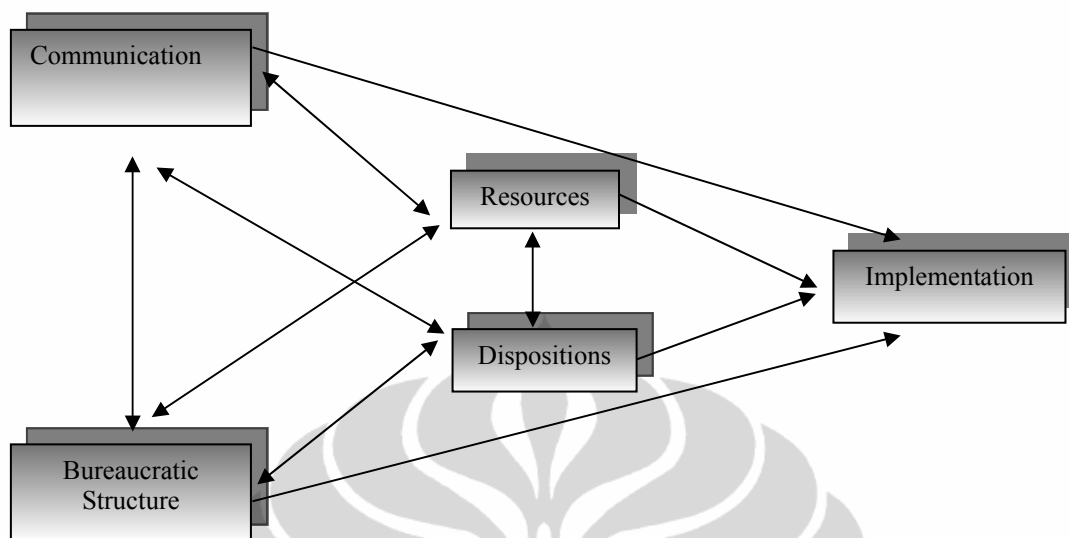 Communication
Resources
Implementation
Dispositions
Bureaucratic
Structure